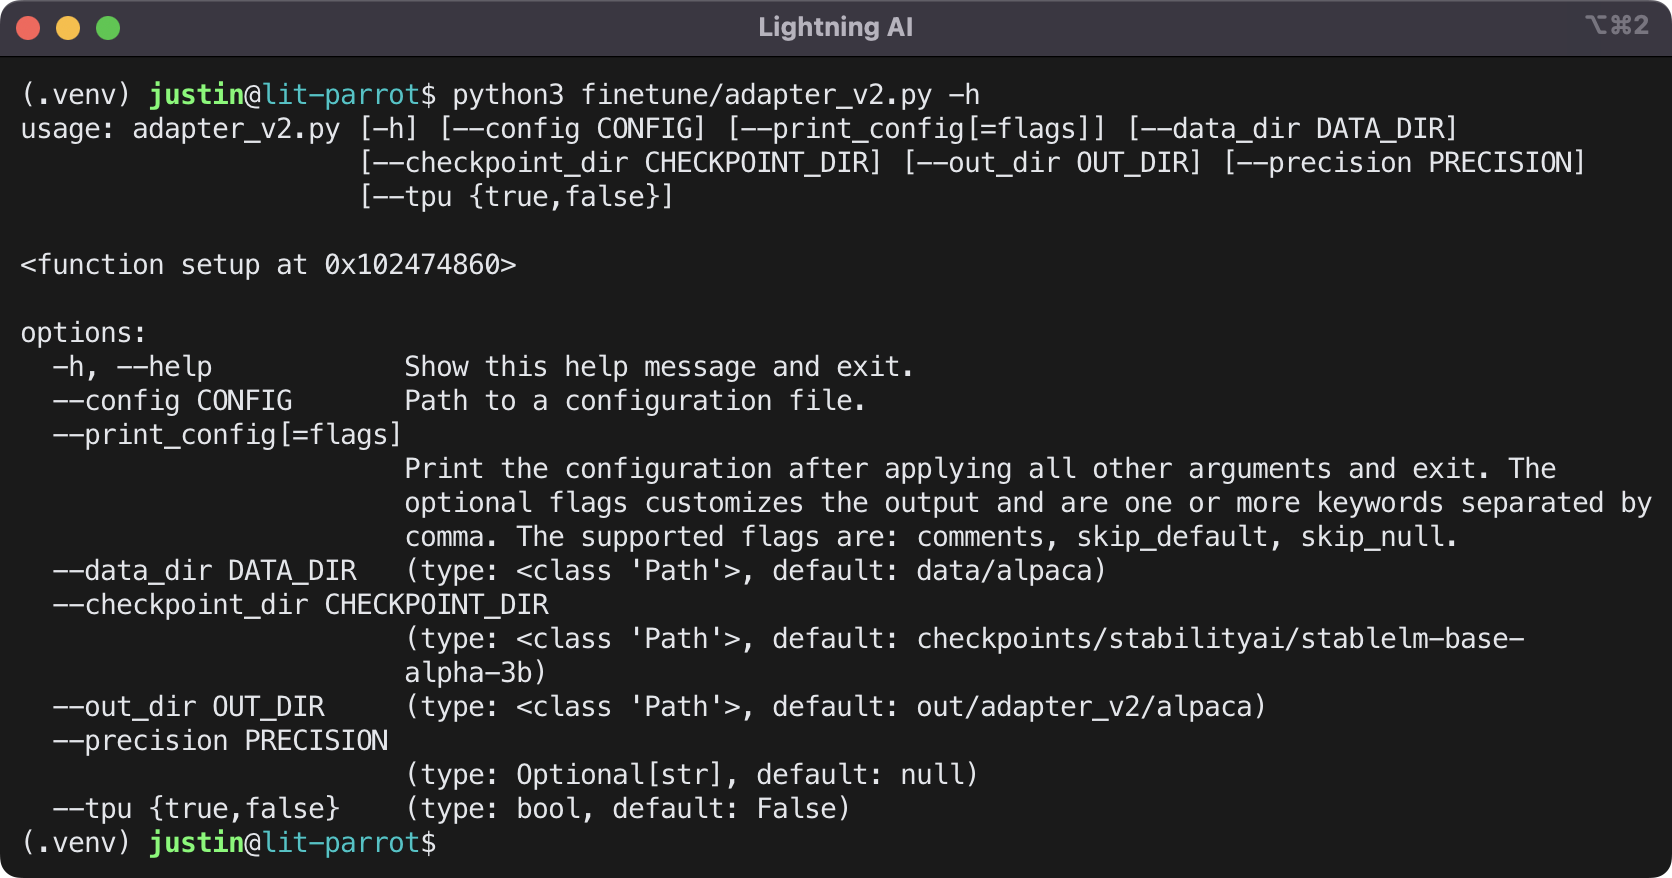 Lightning AI ⌥⌘2
(.venv) justin@lit-parrot$ python3 finetune/adapter_v2.py -h
usage: adapter_v2.py [-h] [--config CONFIG] [--print_config[=flags]] [--data_dir DATA_DIR]
                     [--checkpoint_dir CHECKPOINT_DIR] [--out_dir OUT_DIR] [--precision PRECISION]
                     [--tpu {true,false}]

<function setup at 0x102474860>

options:
  -h, --help            Show this help message and exit.
  --config CONFIG       Path to a configuration file.
  --print_config[=flags]
                        Print the configuration after applying all other arguments and exit. The
                        optional flags customizes the output and are one or more keywords separated by
                        comma. The supported flags are: comments, skip_default, skip_null.
  --data_dir DATA_DIR   (type: <class 'Path'>, default: data/alpaca)
  --checkpoint_dir CHECKPOINT_DIR
                        (type: <class 'Path'>, default: checkpoints/stabilityai/stablelm-base-
                        alpha-3b)
  --out_dir OUT_DIR     (type: <class 'Path'>, default: out/adapter_v2/alpaca)
  --precision PRECISION
                        (type: Optional[str], default: null)
  --tpu {true,false}    (type: bool, default: False)
(.venv) justin@lit-parrot$